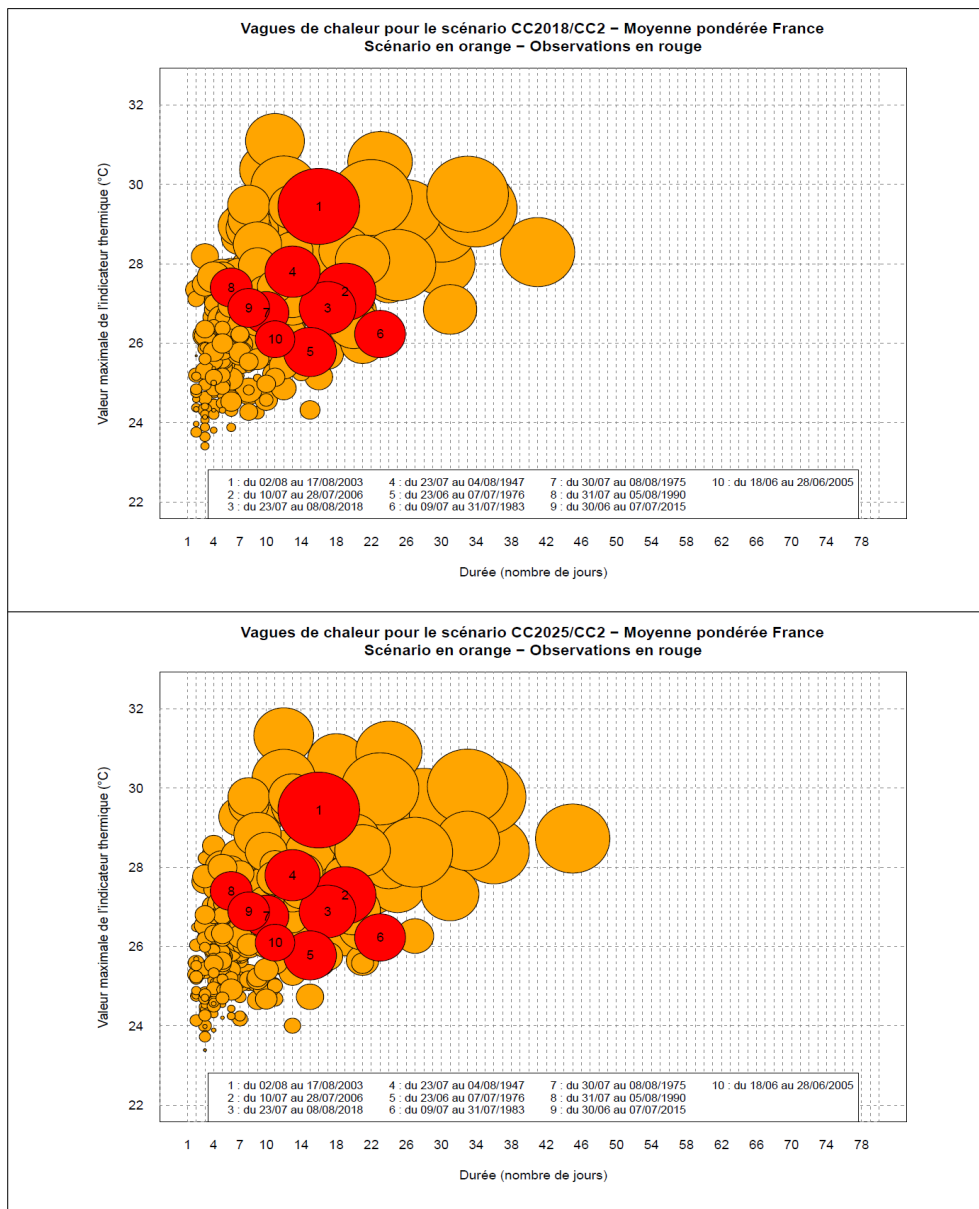 Vagues de chaleur pour le scénario CC2018/CC2 − Moyenne pondérée France
Scénario en orange − Observations en rouge
Valeur maximale de l'indicateur thermique (°C)
32
30
28
26
24
22
1
4
8
2
9
7
3
10
6
5
1 : du 02/08 au 17/08/2003 4 : du 23/07 au 04/08/1947 7 : du 30/07 au 08/08/1975 10 : du 18/06 au 28/06/2005
2 : du 10/07 au 28/07/2006 5 : du 23/06 au 07/07/1976 8 : du 31/07 au 05/08/1990
3 : du 23/07 au 08/08/2018 6 : du 09/07 au 31/07/1983 9 : du 30/06 au 07/07/2015
1 4 7 10 14 18 22 26 30 34 38 42 46 50 54 58 62 66 70 74 78
Durée (nombre de jours)
Vagues de chaleur pour le scénario CC2025/CC2 − Moyenne pondérée France
Scénario en orange − Observations en rouge
Valeur maximale de l'indicateur thermique (°C)
32
30
28
26
24
22
1
4
8
2
9
7
3
10
6
5
1 : du 02/08 au 17/08/2003 4 : du 23/07 au 04/08/1947 7 : du 30/07 au 08/08/1975 10 : du 18/06 au 28/06/2005
2 : du 10/07 au 28/07/2006 5 : du 23/06 au 07/07/1976 8 : du 31/07 au 05/08/1990
3 : du 23/07 au 08/08/2018 6 : du 09/07 au 31/07/1983 9 : du 30/06 au 07/07/2015
1 4 7 10 14 18 22 26 30 34 38 42 46 50 54 58 62 66 70 74 78
Durée (nombre de jours)